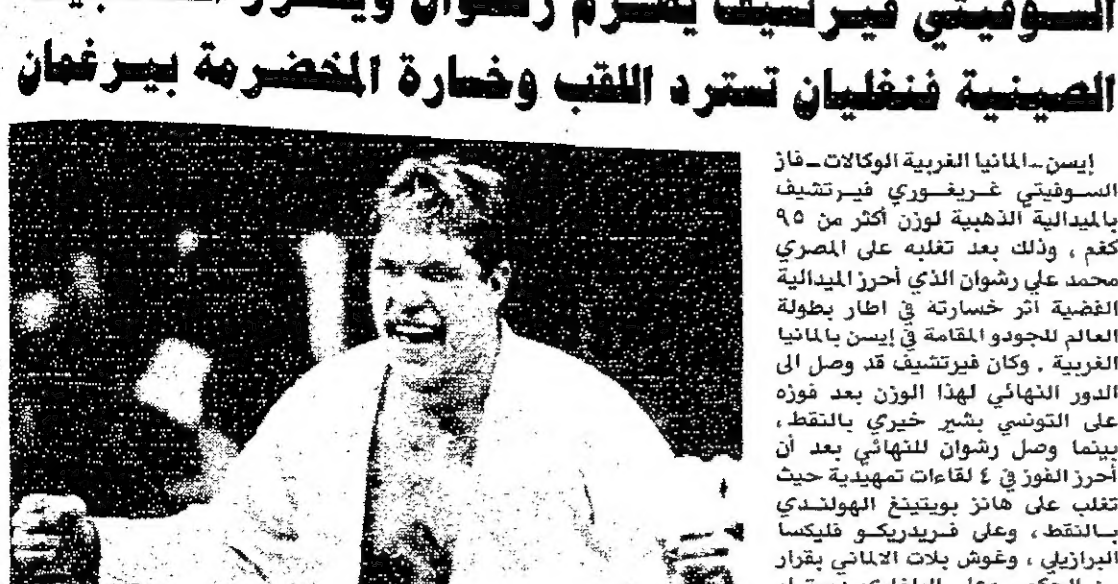 السوفيتي فيرتشيف يهزم رشوان
الصينية فنغليان تسترد اللقب وخسارة المخضرمة بيرغمان
إيسن ـ المانيا الغربية الوكالات ـ فاز
السوفيتي غريغوري فيرتشيف
بالميدالية الذهبية لوزن أكثر من ٩٥
كغم ، وذلك بعد تغلبه على المصري
محمد علي رشوان الذي أحرز الميدالية
الفضية أثر خسارته في اطار بطولة
العالم للجودو المقامة في إيسن بالمانيا
الغربية . وكان فيرتشيف قد وصل الى
الدور النهائي لهذا الوزن بعد فوزه
على التونسي بشير خيري بالنقط ،
بينما وصل رشوان للنهائي بعد أن
أحرز الفوز في ٤ لقاءات تمهيدية حيث
تغلب على هانز بويتينغ الهولندي
بالنقط ، وعلى فريدريكو فليكسا
البرازيلي ، وغوش بلات الالماني بقرار